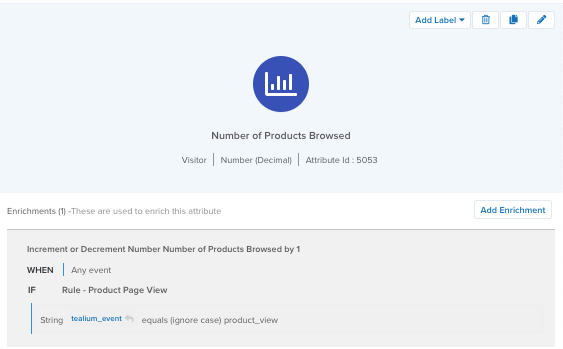 Add Label
Number of Products Browsed
Visitor | Number (Decimal) | Attribute Id : 5053
Enrichments (1) -These are used to enrich this attribute
Add Enrichment
Increment or Decrement Number Number of Products Browsed by 1
WHEN | Any event
IF Rule - Product Page View
String tealium_event equals (ignore case) product_view